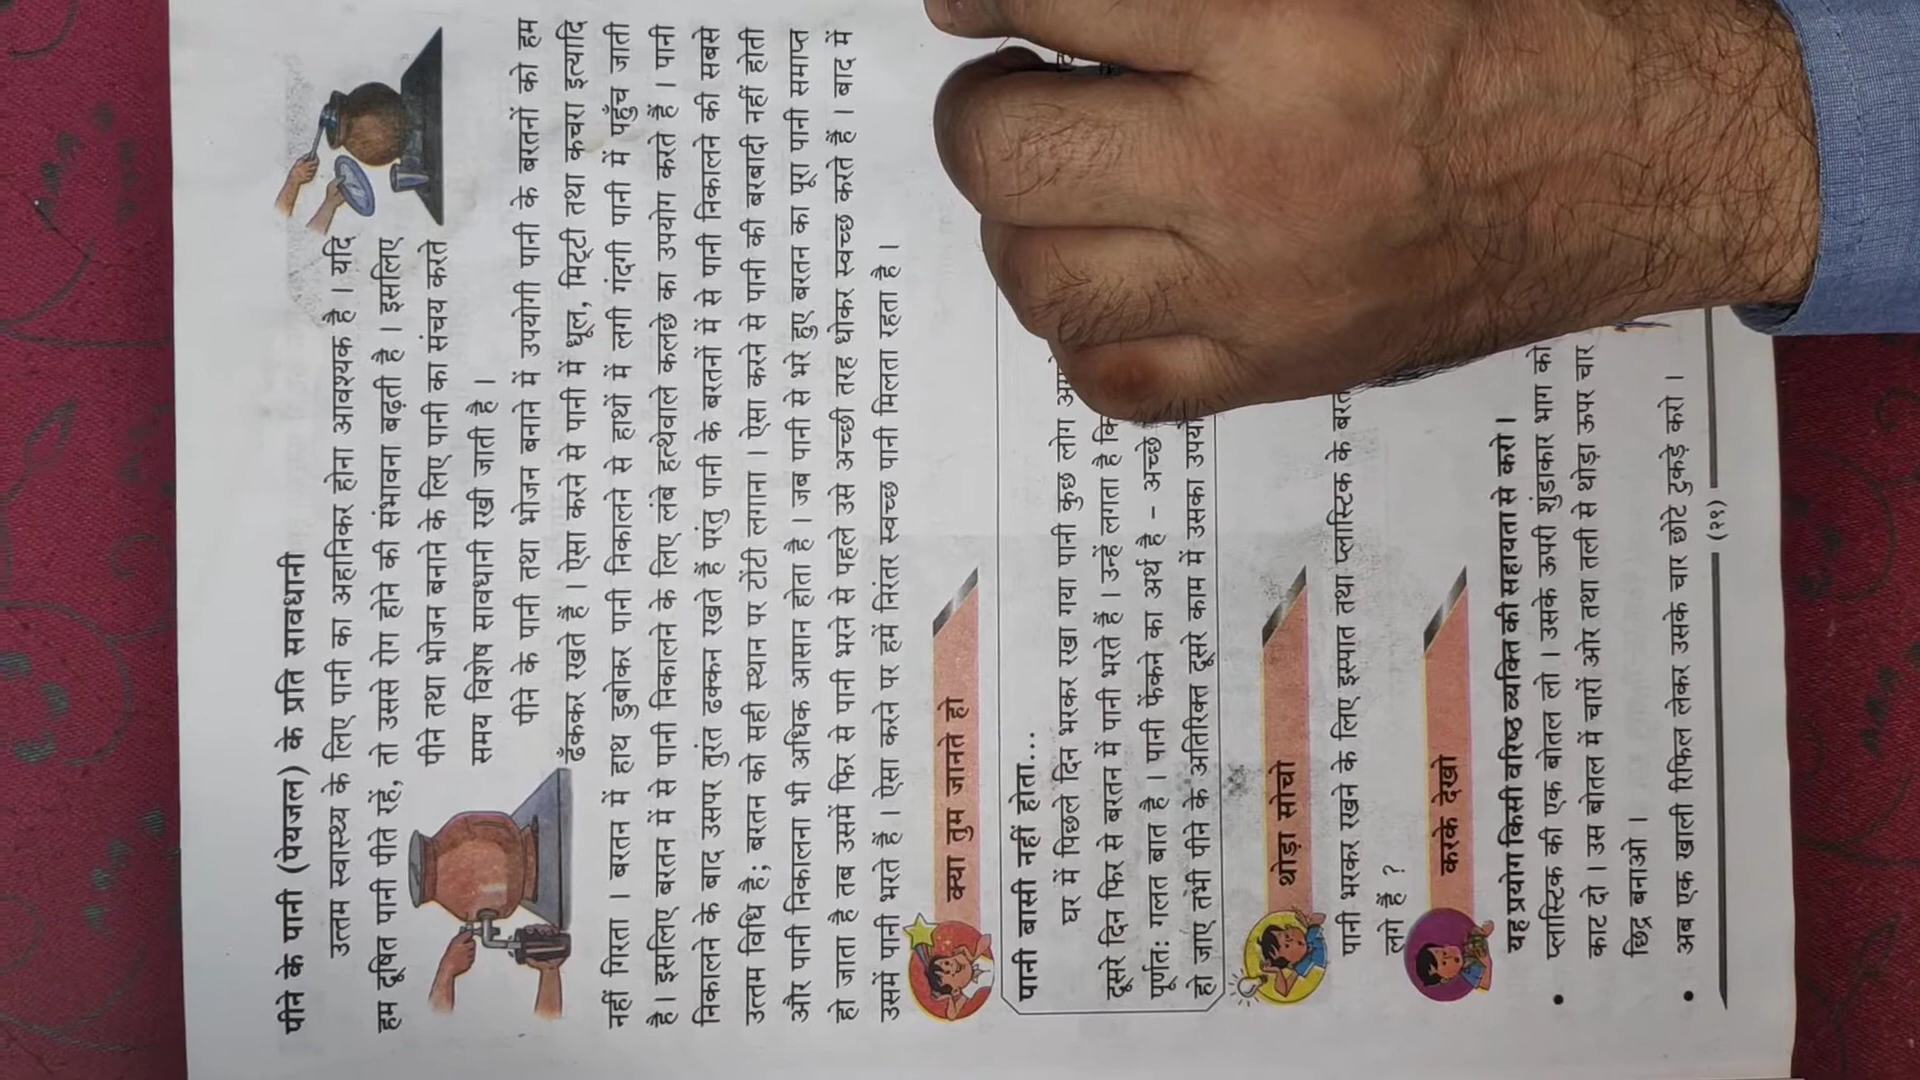 पीने के पानी (पेयजल) के प्रति सावधानी
उत्तम स्वास्थ्य के लिए पानी का अहानिकर होना आवश्यक है । यदि
हम दूषित पानी पीते रहें, तो उससे रोग होने की संभावना बढ़ती है । इसलिए
पीने तथा भोजन बनाने के लिए पानी का संचय करते
समय विशेष सावधानी रखी जाती है ।
पीने के पानी तथा भोजन बनाने में उपयोगी पानी के बरतनों को हम
ढँककर रखते हैं । ऐसा करने से पानी में धूल, मिट्टी तथा कचरा इत्यादि
नहीं गिरता । बरतन में हाथ डुबोकर पानी निकालने से हाथों में लगी गंदगी पानी में पहुँच जाती
है । इसलिए बरतन में से पानी निकालने के लिए लंबे हत्थेवाले कलछे का उपयोग करते हैं । पानी
निकालने के बाद उसपर तुरंत ढक्कन रखते हैं परंतु पानी के बरतनों में से पानी निकालने की सबसे
उत्तम विधि है; बरतन को सही स्थान पर टोंटी लगाना । ऐसा करने से पानी की बरबादी नहीं होती
और पानी निकालना भी अधिक आसान होता है । जब पानी से भरे हुए बरतन का पूरा पानी समाप्त
हो जाता है तब उसमें फिर से पानी भरने से पहले उसे अच्छी तरह धोकर स्वच्छ करते हैं । बाद में
उसमें पानी भरते हैं । ऐसा करने पर हमें निरंतर स्वच्छ पानी मिलता रहता है ।
क्या तुम जानते हो
पानी बासी नहीं होता...
घर में पिछले दिन भरकर रखा गया पानी कुछ लोग
दूसरे दिन फिर से बरतन में पानी भरते हैं । उन्हें लगता है
पूर्णत: गलत बात है । पानी फेंकने का अर्थ है - अच्छे
हो जाए तभी पीने के अतिरिक्त दूसरे काम में उसका
थोड़ा सोचो
पानी भरकर रखने के लिए इस्पात तथा प्लास्टिक के
लगे हैं ?
करके देखो
यह प्रयोग किसी वरिष्ठ व्यक्ति की सहायता से करो ।
• प्लास्टिक की एक बोतल लो । उसके ऊपरी शुंडाकार भाग को
काट दो । उस बोतल में चारों ओर तथा तली से थोड़ा ऊपर चार
छिद्र बनाओ ।
• अब एक खाली रिफिल लेकर उसके चार छोटे टुकड़े करो ।
(२९)